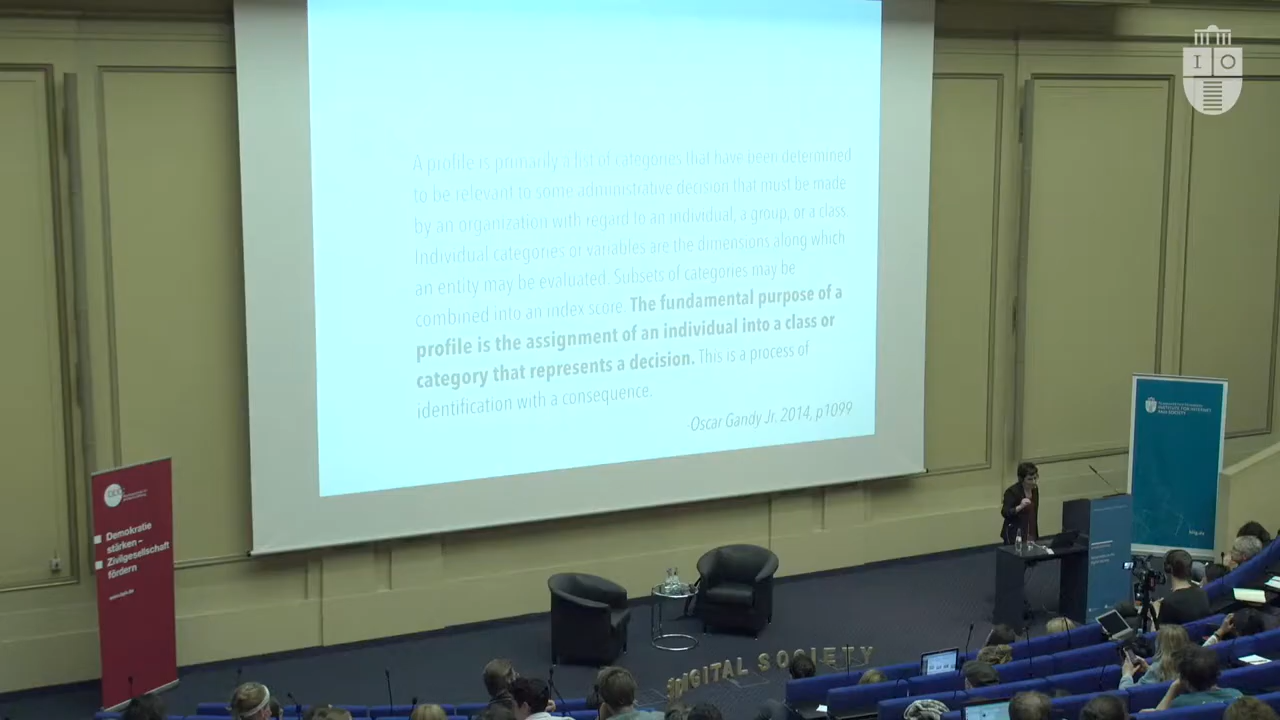 I O
A profile is primarily a list of categories that have been determined
to be relevant to some administrative decision that must be made
by an organization with regard to an individual, a group, or a class.
Individual categories or variables are the dimensions along which
an entity may be evaluated. Subsets of categories may be
combined into an index score. The fundamental purpose of a
profile is the assignment of an individual into a class or
category that represents a decision. This is a process of
identification with a consequence.
-Oscar Gandy Jr. 2014, p1099
Demokratie
stärken –
Zivilgesellschaft
fördern
INSTITUTE FOR INTERNET
AND SOCIETY
DIGITAL SOCIETY